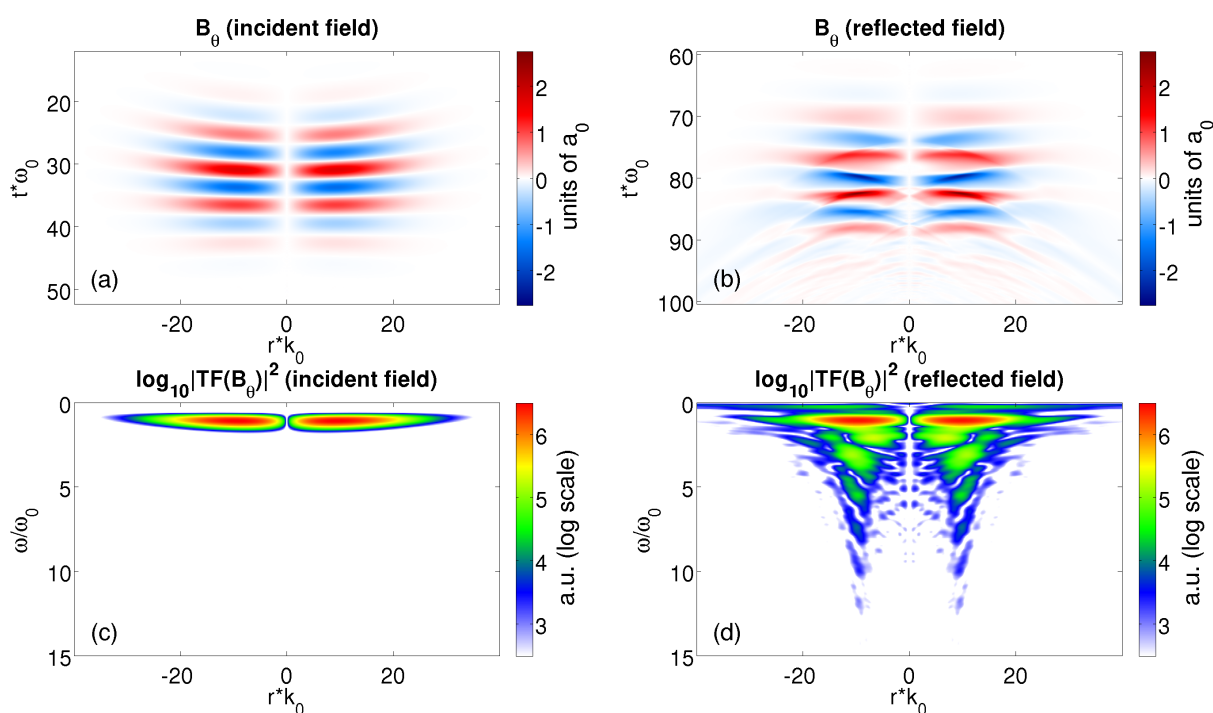 B_θ (incident field)
B_θ (reflected field)
20
30
40
50
t*ω_0
(a)
-20
0
20
r*k_0
2
1
0
-1
-2
units of a_0
60
70
80
90
100
t*ω_0
(b)
-20
0
20
r*k_0
2
1
0
-1
-2
units of a_0
log_10|TF(B_θ)|^2 (incident field)
log_10|TF(B_θ)|^2 (reflected field)
0
5
10
15
ω/ω_0
(c)
-20
0
20
r*k_0
6
5
4
3
a.u. (log scale)
0
5
10
15
ω/ω_0
(d)
-20
0
20
r*k_0
6
5
4
3
a.u. (log scale)